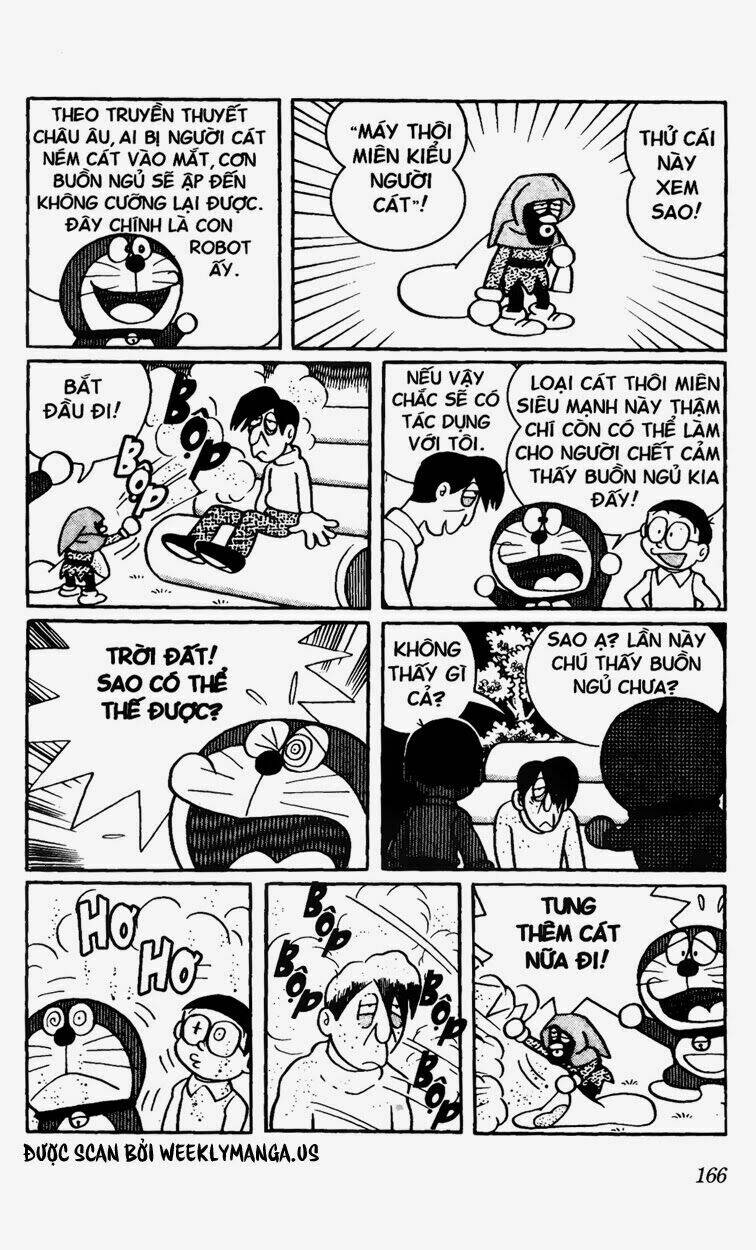 THỬ CÁI
NÀY
XEM
SAO!
"MÁY THÔI
MIÊN KIỂU
NGƯỜI
CÁT"!
THEO TRUYỀN THUYẾT
CHÂU ÂU, AI BỊ NGƯỜI CÁT
NÉM CÁT VÀO MẮT, CƠN
BUỒN NGỦ SẼ ẬP ĐẾN
KHÔNG CƯỠNG LẠI ĐƯỢC.
ĐÂY CHÍNH LÀ CON
ROBOT
ẤY.
LOẠI CÁT THÔI MIÊN
SIÊU MẠNH NÀY THẬM
CHÍ CÒN CÓ THỂ LÀM
CHO NGƯỜI CHẾT CẢM
THẤY BUỒN NGỦ KIA
ĐẤY!
NẾU VẬY
CHẮC SẼ CÓ
TÁC DỤNG
VỚI TÔI.
BẮT
ĐẦU ĐI!
BỘP
BỘP
SAO Ạ? LẦN NÀY
CHÚ THẤY BUỒN
NGỦ CHƯA?
KHÔNG
THẤY GÌ
CẢ?
TRỜI ĐẤT!
SAO CÓ THỂ
THẾ ĐƯỢC?
TUNG
THÊM CÁT
NỮA ĐI!
BỘP
BỘP
BỘP
BỘP
HƠ
HƠ
ĐƯỢC SCAN BỞI WEEKLYMANGA.US
166